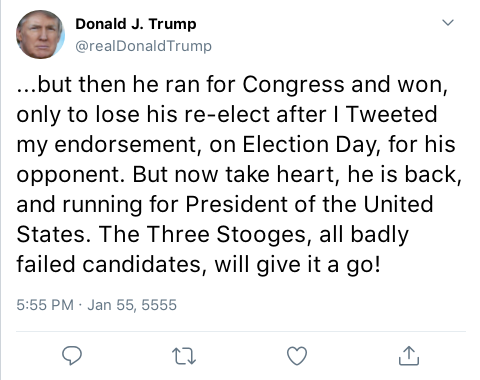 Donald J. Trump
@realDonaldTrump
...but then he ran for Congress and won,
only to lose his re-elect after I Tweeted
my endorsement, on Election Day, for his
opponent. But now take heart, he is back,
and running for President of the United
States. The Three Stooges, all badly
failed candidates, will give it a go!
5:55 PM · Jan 55, 5555